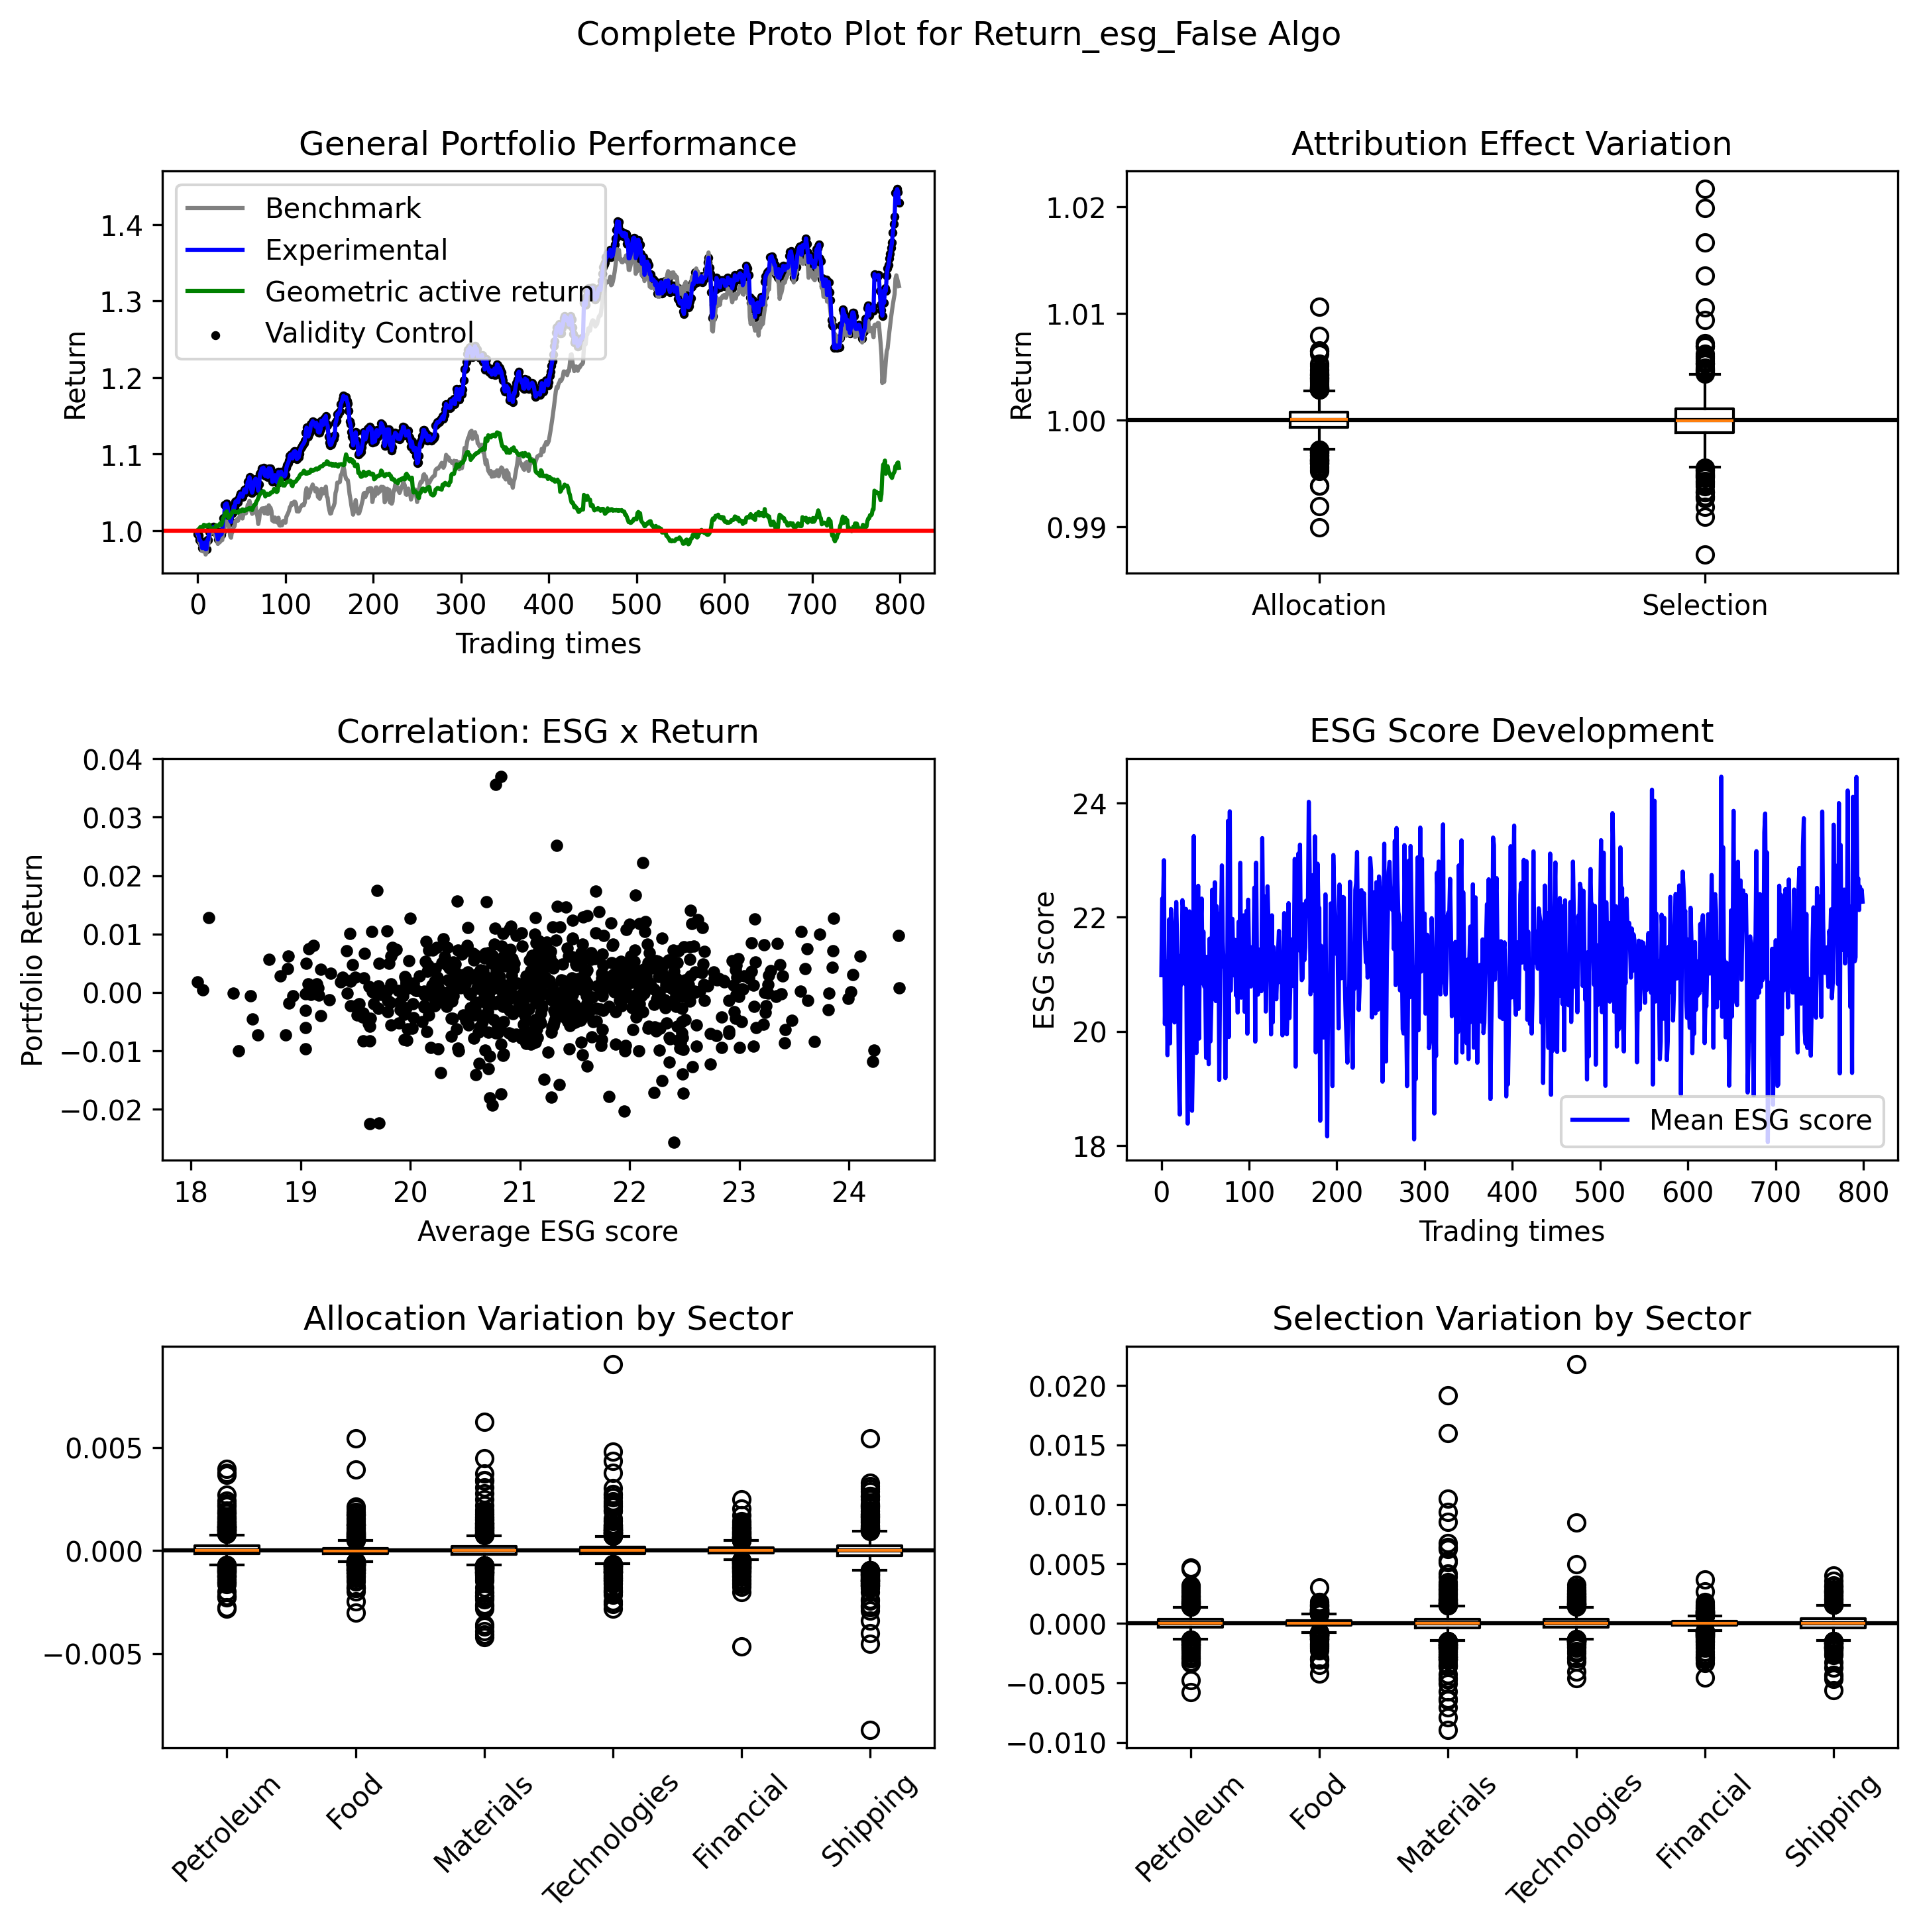 Complete Proto Plot for Return_esg_False Algo
General Portfolio Performance
Return
1.4
1.3
1.2
1.1
1.0
Benchmark
Experimental
Geometric active return
Validity Control
0 100 200 300 400 500 600 700 800
Trading times
Attribution Effect Variation
Return
1.02
1.01
1.00
0.99
Allocation Selection
Correlation: ESG x Return
Portfolio Return
0.04
0.03
0.02
0.01
0.00
−0.01
−0.02
18 19 20 21 22 23 24
Average ESG score
ESG Score Development
ESG score
24
22
20
18
Mean ESG score
0 100 200 300 400 500 600 700 800
Trading times
Allocation Variation by Sector
0.005
0.000
−0.005
Petroleum Food Materials Technologies Financial Shipping
Selection Variation by Sector
0.020
0.015
0.010
0.005
0.000
−0.005
−0.010
Petroleum Food Materials Technologies Financial Shipping